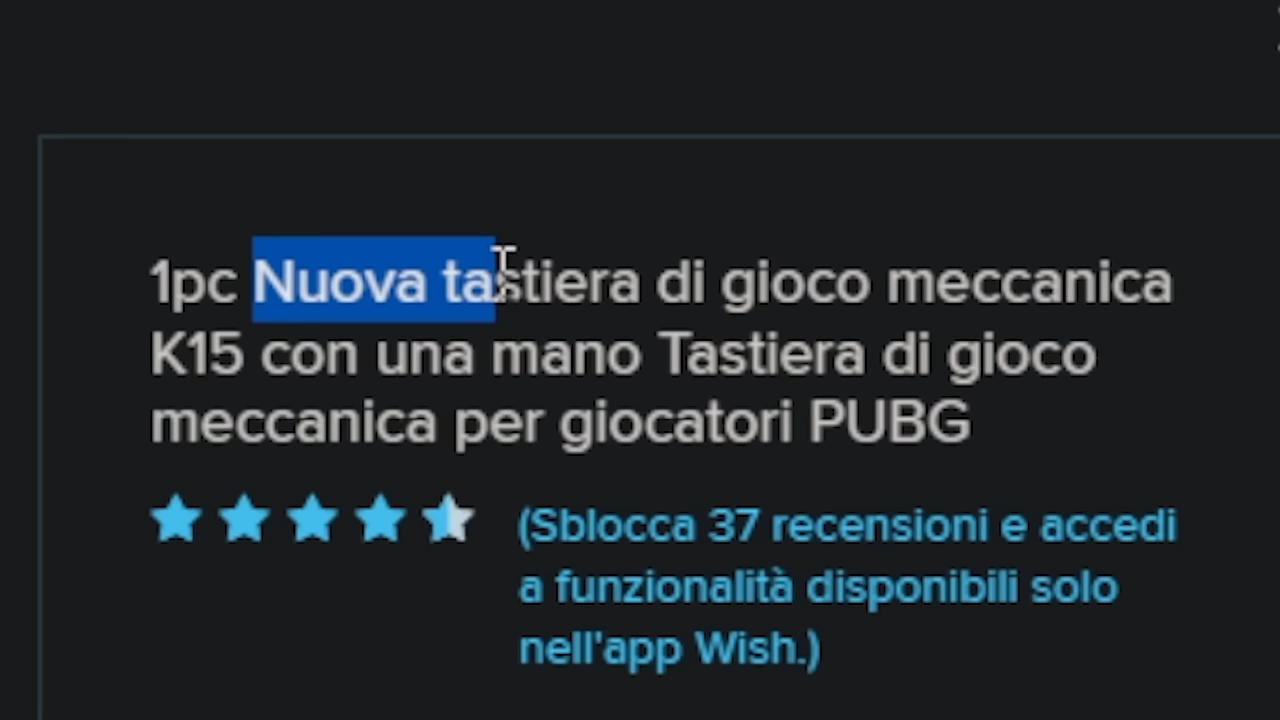 1pc Nuova tastiera di gioco meccanica
K15 con una mano Tastiera di gioco
meccanica per giocatori PUBG
(Sblocca 37 recensioni e accedi
a funzionalità disponibili solo
nell'app Wish.)